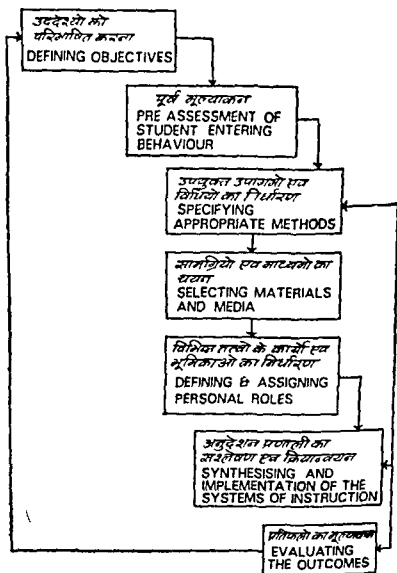 उददेश्यो को
परिभाषित करना
DEFINING OBJECTIVES
पूर्व मूल्याकन
PRE ASSESSMENT OF
STUDENT ENTERING
BEHAVIOUR
उपयुक्त उपागमो एव
विधियो का निर्धारण
SPECIFYING
APPROPRIATE METHODS
सामग्रियो एव माध्यमो का
चयन
SELECTING MATERIALS
AND MEDIA
विभिन्न तत्वो के कार्यो एव
भूमिकाओ का निर्धारण
DEFINING & ASSIGNING
PERSONAL ROLES
अनुदेशन प्रणाली का
सश्लेषण एव क्रियान्वयन
SYNTHESISING AND
IMPLEMENTATION OF THE
SYSTEMS OF INSTRUCTION
प्रतिफलो का मूल्याकन
EVALUATING
THE OUTCOMES